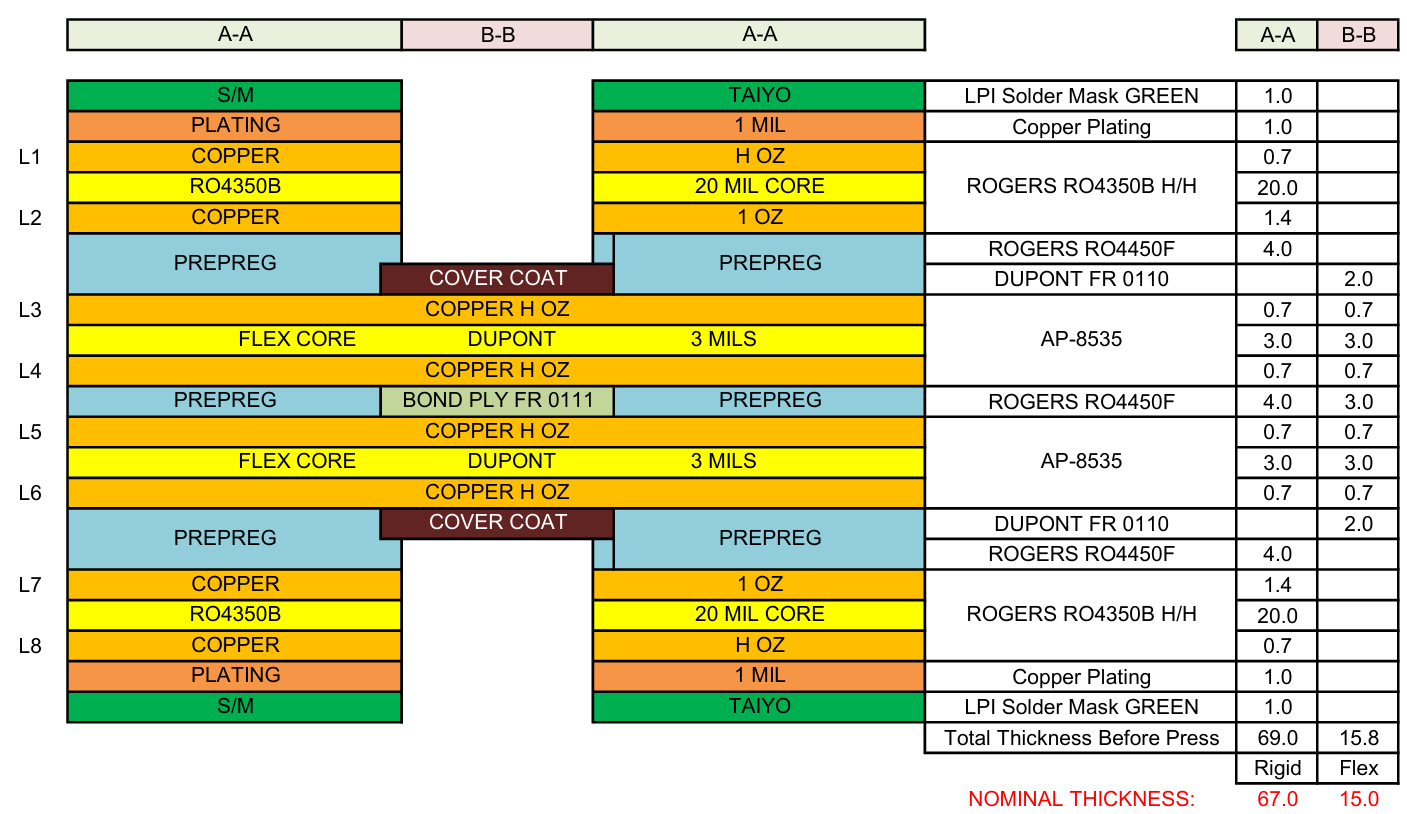 A-A B-B A-A A-A B-B
S/M TAIYO LPI Solder Mask GREEN 1.0
PLATING 1 MIL Copper Plating 1.0
L1 COPPER H OZ 0.7
RO4350B 20 MIL CORE ROGERS RO4350B H/H 20.0
L2 COPPER 1 OZ 1.4
ROGERS RO4450F 4.0
PREPREG PREPREG
COVER COAT DUPONT FR 0110 2.0
L3 COPPER H OZ 0.7 0.7
FLEX CORE DUPONT 3 MILS AP-8535 3.0 3.0
L4 COPPER H OZ 0.7 0.7
PREPREG BOND PLY FR 0111 PREPREG ROGERS RO4450F 4.0 3.0
L5 COPPER H OZ 0.7 0.7
FLEX CORE DUPONT 3 MILS AP-8535 3.0 3.0
L6 COPPER H OZ 0.7 0.7
COVER COAT DUPONT FR 0110 2.0
PREPREG PREPREG
ROGERS RO4450F 4.0
L7 COPPER 1 OZ 1.4
RO4350B 20 MIL CORE ROGERS RO4350B H/H 20.0
L8 COPPER H OZ 0.7
PLATING 1 MIL Copper Plating 1.0
S/M TAIYO LPI Solder Mask GREEN 1.0
Total Thickness Before Press 69.0 15.8
Rigid Flex
NOMINAL THICKNESS: 67.0 15.0